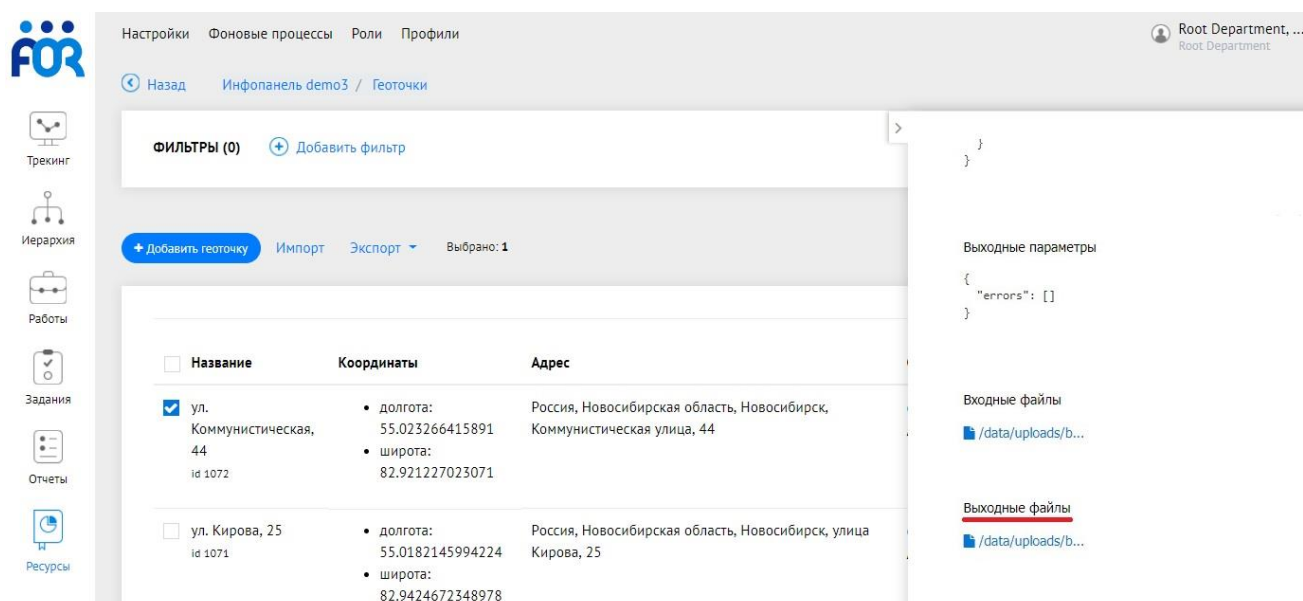 FOR
Настройки Фоновые процессы Роли Профили
Root Department, ...
Root Department
Назад Инфопанель demo3 / Геоточки
Трекинг
Иерархия
Работы
Задания
Отчеты
Ресурсы
ФИЛЬТРЫ (0) + Добавить фильтр
+ Добавить геоточку Импорт Экспорт Выбрано: 1
Название Координаты Адрес
ул.
Коммунистическая,
44
id 1072
• долгота:
55.023266415891
• широта:
82.921227023071
Россия, Новосибирская область, Новосибирск,
Коммунистическая улица, 44
ул. Кирова, 25
id 1071
• долгота:
55.0182145994224
• широта:
82.9424672348978
Россия, Новосибирская область, Новосибирск, улица
Кирова, 25
}
}
Выходные параметры
{
"errors": []
}
Входные файлы
/data/uploads/b...
Выходные файлы
/data/uploads/b...